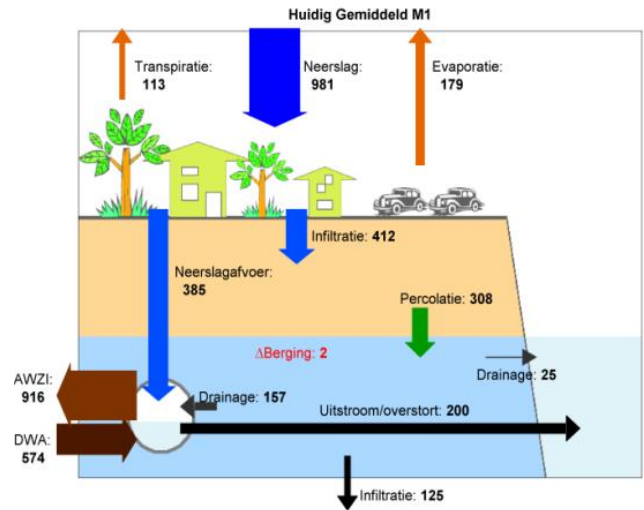 Huidig Gemiddeld M1
Transpiratie:
113
Neerslag:
981
Evaporatie:
179
Infiltratie: 412
Neerslagafvoer:
385
Percolatie: 308
ΔBerging: 2
Drainage: 25
AWZI:
916
Drainage: 157
Uitstroom/overstort: 200
DWA:
574
Infiltratie: 125